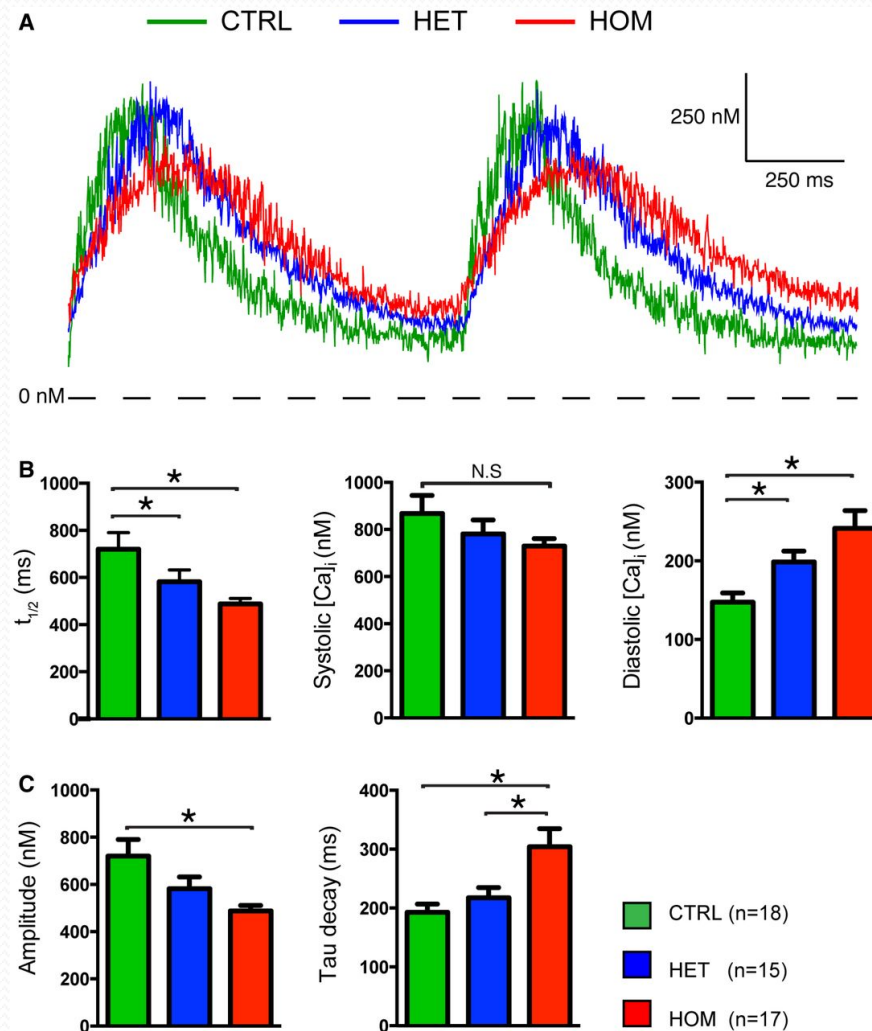 A
CTRL HET HOM
250 nM
250 ms
0 nM
B
1000
800
600
400
200
0
t1/2 (ms)
*
*
1000
800
600
400
200
0
Systolic [Ca]i (nM)
N.S
300
200
100
0
Diastolic [Ca]i (nM)
*
*
C
1000
800
600
400
200
0
Amplitude (nM)
*
400
300
200
100
0
Tau decay (ms)
*
*
CTRL (n=18)
HET (n=15)
HOM (n=17)